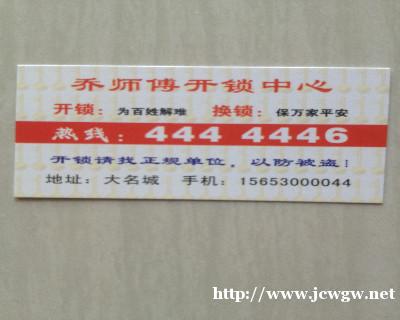 乔师傅开锁中心
开锁：为百姓解难 换锁：保万家平安
热线：444 4446
开锁请找正规单位，以防被盗！
地址：大名城 手机：15653000044
http://www.jcwgw.net